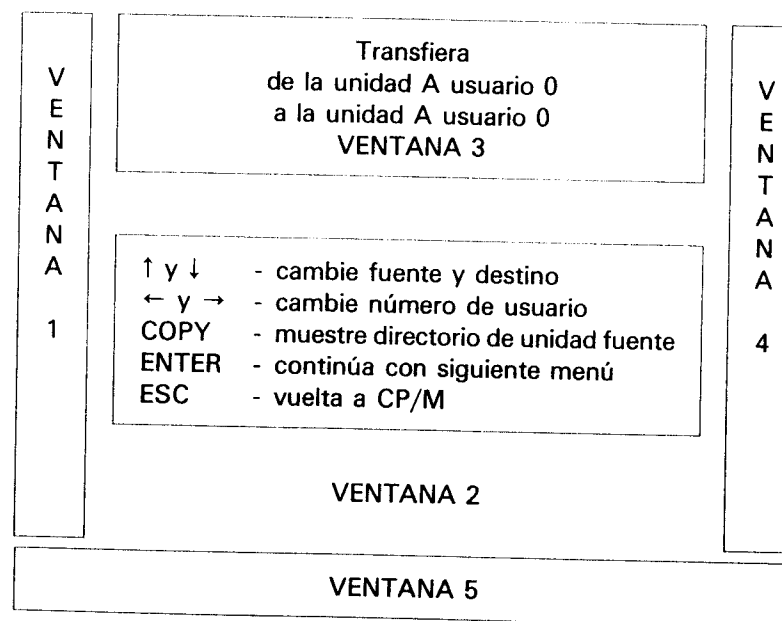 VENTANA 1
Transfiera
de la unidad A usuario 0
a la unidad A usuario 0
VENTANA 3
↑ y ↓ - cambie fuente y destino
← y → - cambie número de usuario
COPY - muestre directorio de unidad fuente
ENTER - continúa con siguiente menú
ESC - vuelta a CP/M
VENTANA 2
VENTANA 4
VENTANA 5